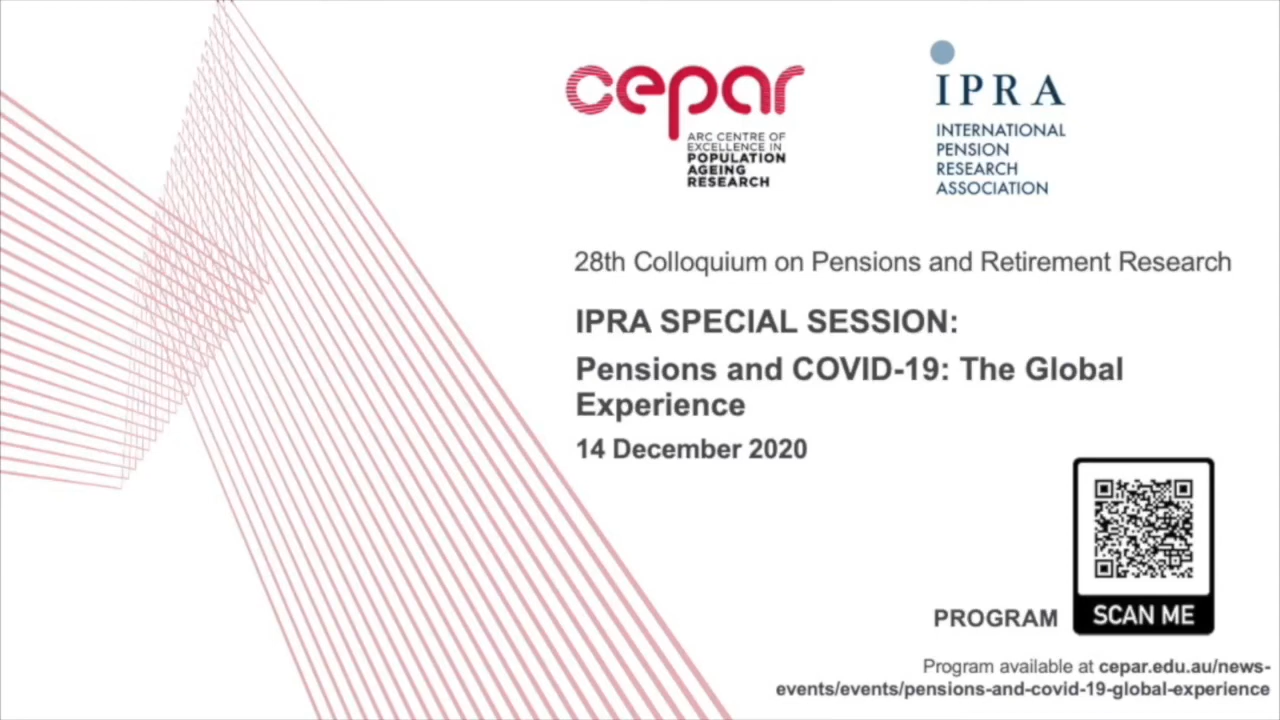 cepar
ARC CENTRE OF
EXCELLENCE IN
POPULATION
AGEING
RESEARCH
IPRA
INTERNATIONAL
PENSION
RESEARCH
ASSOCIATION
28th Colloquium on Pensions and Retirement Research
IPRA SPECIAL SESSION:
Pensions and COVID-19: The Global
Experience
14 December 2020
PROGRAM
SCAN ME
Program available at cepar.edu.au/news-
events/events/pensions-and-covid-19-global-experience